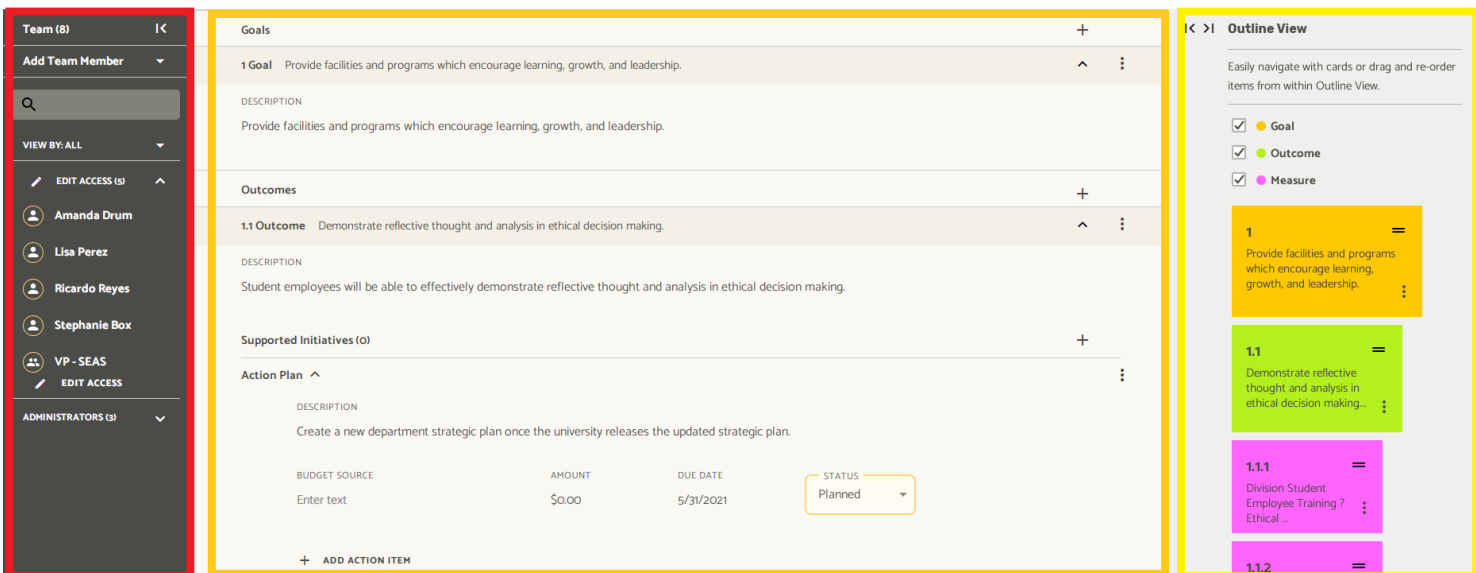 Team (8)
Add Team Member
VIEW BY: ALL
EDIT ACCESS (5)
Amanda Drum
Lisa Perez
Ricardo Reyes
Stephanie Box
VP - SEAS
EDIT ACCESS
ADMINISTRATORS (3)
Goals
1 Goal Provide facilities and programs which encourage learning, growth, and leadership.
DESCRIPTION
Provide facilities and programs which encourage learning, growth, and leadership.
Outcomes
1.1 Outcome Demonstrate reflective thought and analysis in ethical decision making.
DESCRIPTION
Student employees will be able to effectively demonstrate reflective thought and analysis in ethical decision making.
Supported Initiatives (0)
Action Plan
DESCRIPTION
Create a new department strategic plan once the university releases the updated strategic plan.
BUDGET SOURCE AMOUNT DUE DATE STATUS
Enter text $0.00 5/31/2021 Planned
+ ADD ACTION ITEM
Outline View
Easily navigate with cards or drag and re-order
items from within Outline View.
Goal
Outcome
Measure
1
Provide facilities and programs
which encourage learning,
growth, and leadership.
1.1
Demonstrate reflective
thought and analysis in
ethical decision making...
1.1.1
Division Student
Employee Training ?
Ethical ...
1.1.2